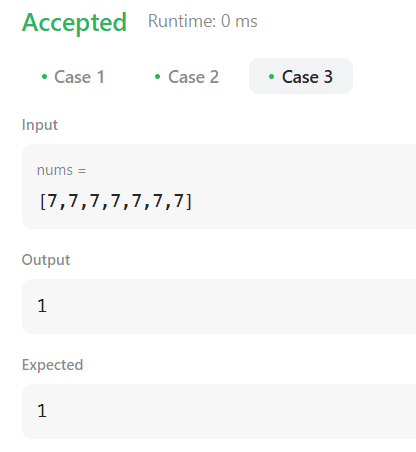 Accepted Runtime: 0 ms
• Case 1 • Case 2 • Case 3
Input
nums =
[7,7,7,7,7,7,7]
Output
1
Expected
1